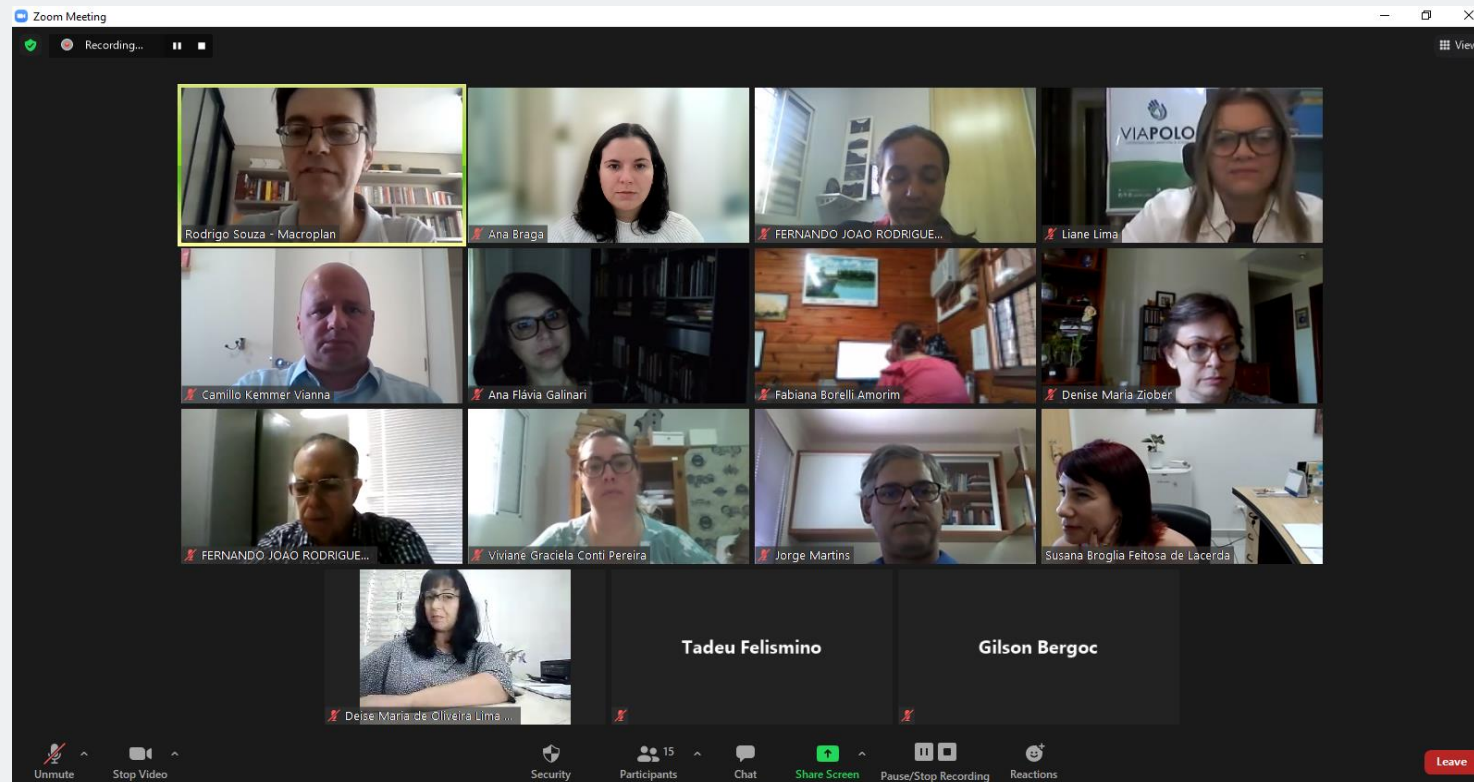 Zoom Meeting
Recording...
View
VIAPOLO
Rodrigo Souza - Macroplan
Ana Braga
FERNANDO JOAO RODRIGUE...
Liane Lima
Camillo Kemmer Vianna
Ana Flávia Galinari
Fabiana Borelli Amorim
Denise Maria Ziober
FERNANDO JOAO RODRIGUE...
Viviane Graciela Conti Pereira
Jorge Martins
Susana Broglia Feitosa de Lacerda
Deise Maria de Oliveira Lima ...
Tadeu Felismino
Gilson Bergoc
Unmute
Stop Video
Security
15
Participants
Chat
Share Screen
Pause/Stop Recording
Reactions
Leave